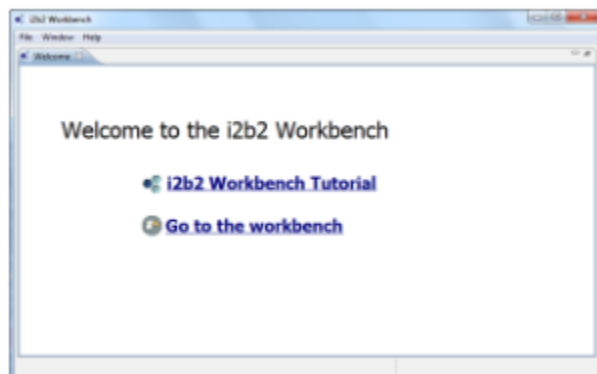 i2b2 Workbench
File Window Help
Welcome
Welcome to the i2b2 Workbench
i2b2 Workbench Tutorial
Go to the workbench